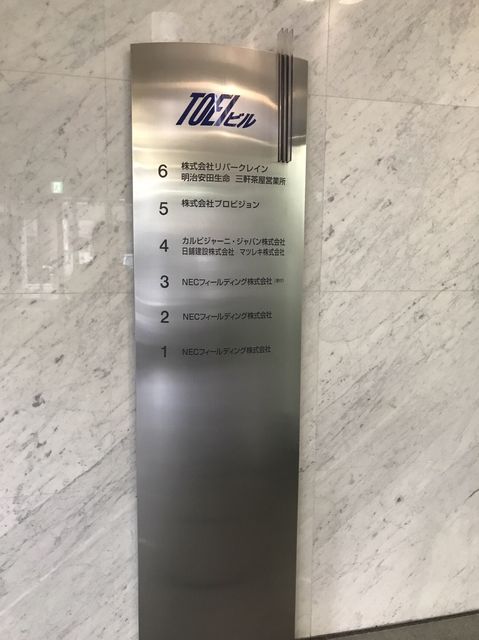 TOEIビル
6 株式会社リバークレイン
明治安田生命 三軒茶屋営業所
5 株式会社プロビジョン
4 カルビジャーニ・ジャパン株式会社
日鋪建設株式会社 マツレキ株式会社
3 NECフィールディング株式会社
2 NECフィールディング株式会社
1 NECフィールディング株式会社